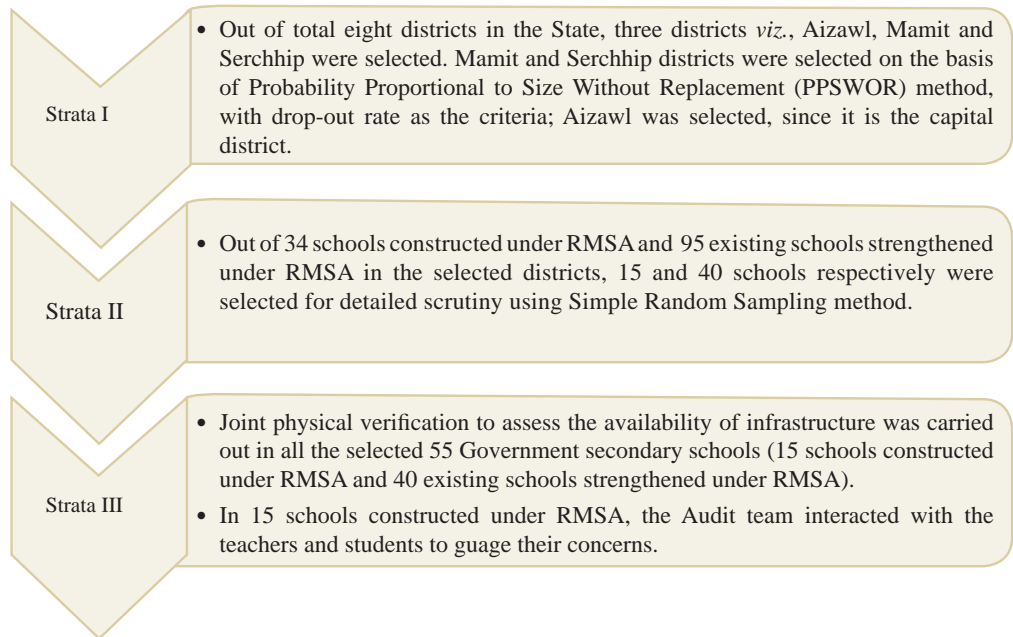 Strata I
• Out of total eight districts in the State, three districts viz., Aizawl, Mamit and
Serchhip were selected. Mamit and Serchhip districts were selected on the basis
of Probability Proportional to Size Without Replacement (PPSWOR) method,
with drop-out rate as the criteria; Aizawl was selected, since it is the capital
district.
Strata II
• Out of 34 schools constructed under RMSA and 95 existing schools strengthened
under RMSA in the selected districts, 15 and 40 schools respectively were
selected for detailed scrutiny using Simple Random Sampling method.
Strata III
• Joint physical verification to assess the availability of infrastructure was carried
out in all the selected 55 Government secondary schools (15 schools constructed
under RMSA and 40 existing schools strengthened under RMSA).
• In 15 schools constructed under RMSA, the Audit team interacted with the
teachers and students to guage their concerns.